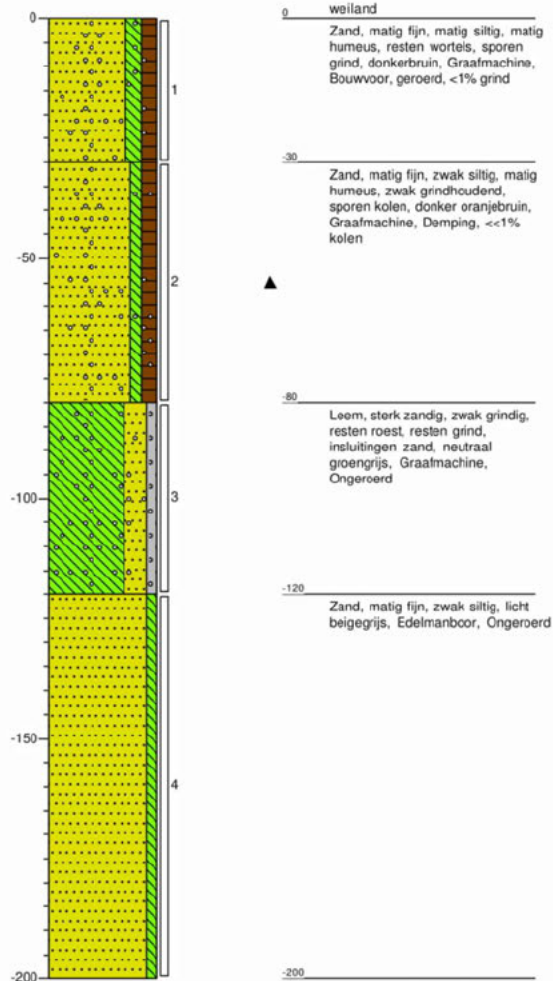 0
0
weiland
Zand, matig fijn, matig siltig, matig
humeus, resten wortels, sporen
grind, donkerbruin, Graafmachine,
Bouwvoor, geroerd, <1% grind
1
-30
Zand, matig fijn, zwak siltig, matig
humeus, zwak grindhoudend,
sporen kolen, donker oranjebruin,
Graafmachine, Demping, <<1%
kolen
-50
2
-80
Leem, sterk zandig, zwak grindig,
resten roest, resten grind,
insluitingen zand, neutraal
groengrijs, Graafmachine,
Ongeroerd
-100
3
-120
Zand, matig fijn, zwak siltig, licht
beigegrijs, Edelmanboor, Ongeroerd
-150
4
-200
-200